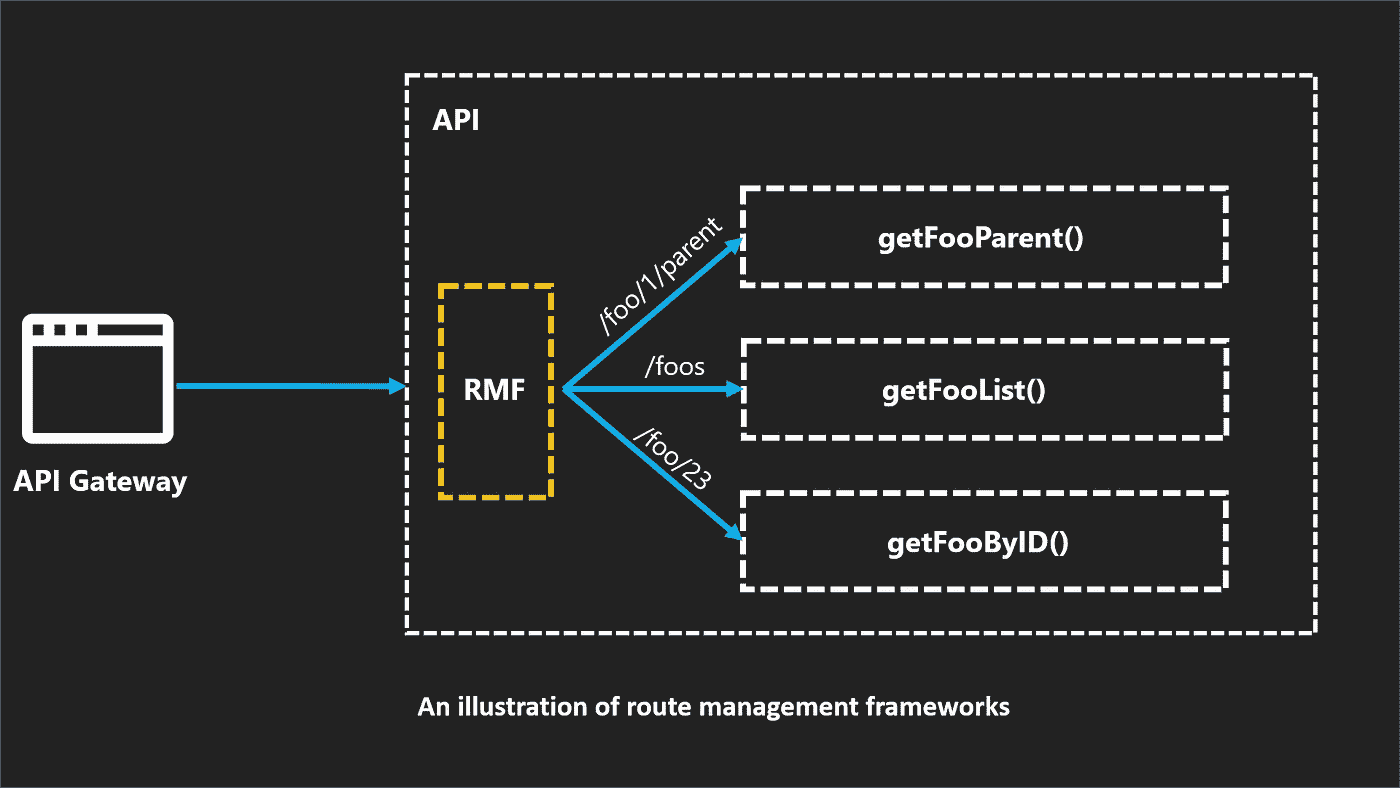 API
getFooParent()
/foo/1/parent
/foos
RMF
getFooList()
/foo/23
API Gateway
getFooByID()
An illustration of route management frameworks